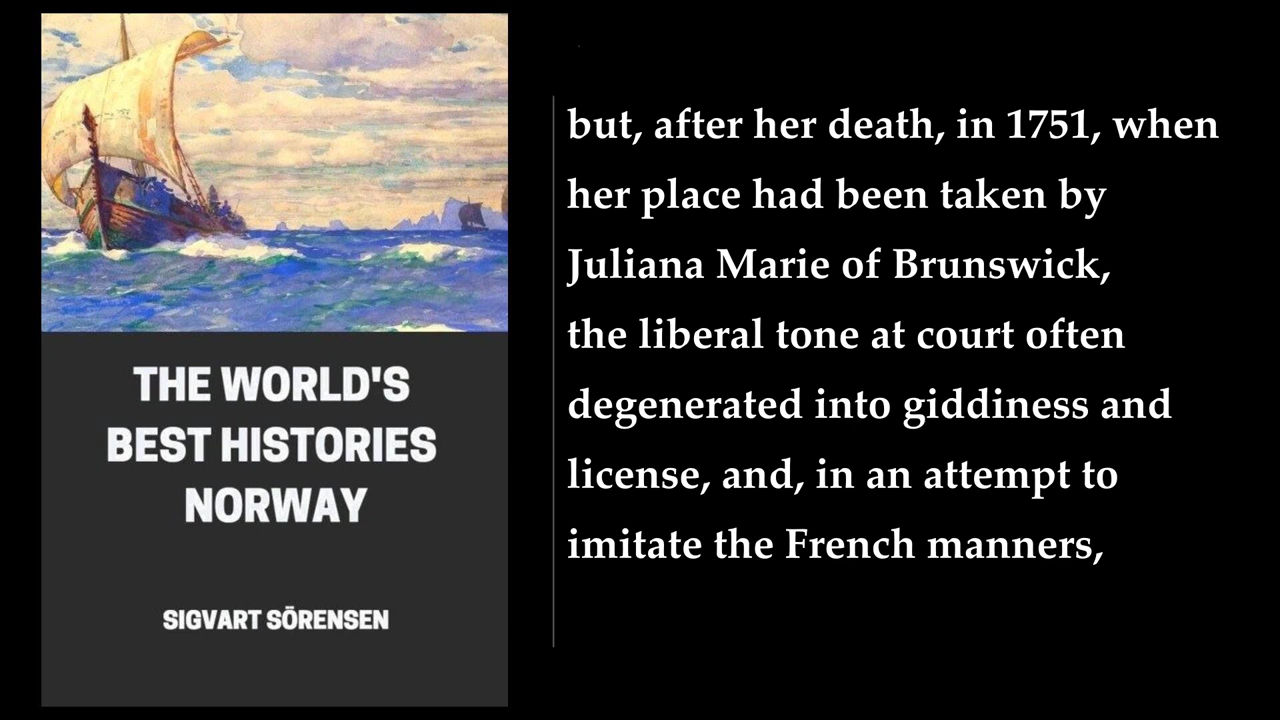 THE WORLD'S
BEST HISTORIES
NORWAY
SIGVART SÖRENSEN
but, after her death, in 1751, when
her place had been taken by
Juliana Marie of Brunswick,
the liberal tone at court often
degenerated into giddiness and
license, and, in an attempt to
imitate the French manners,